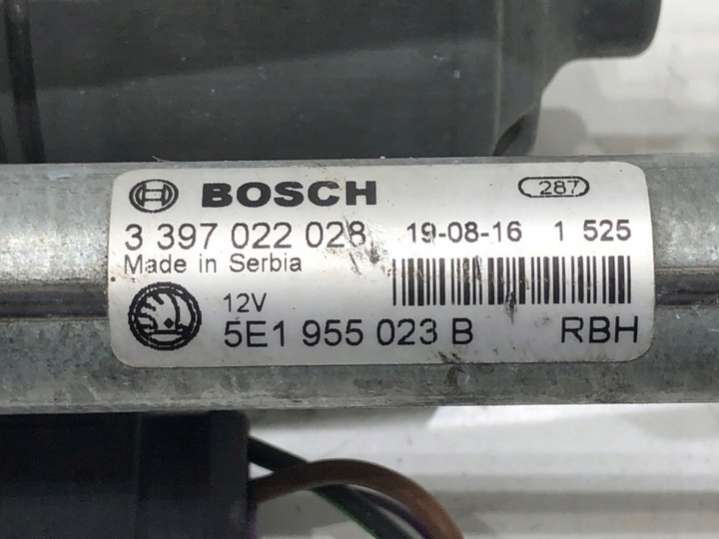 BOSCH 287
3 397 022 028 19-08-16 1 525
Made in Serbia
12V
5E1 955 023 B RBH